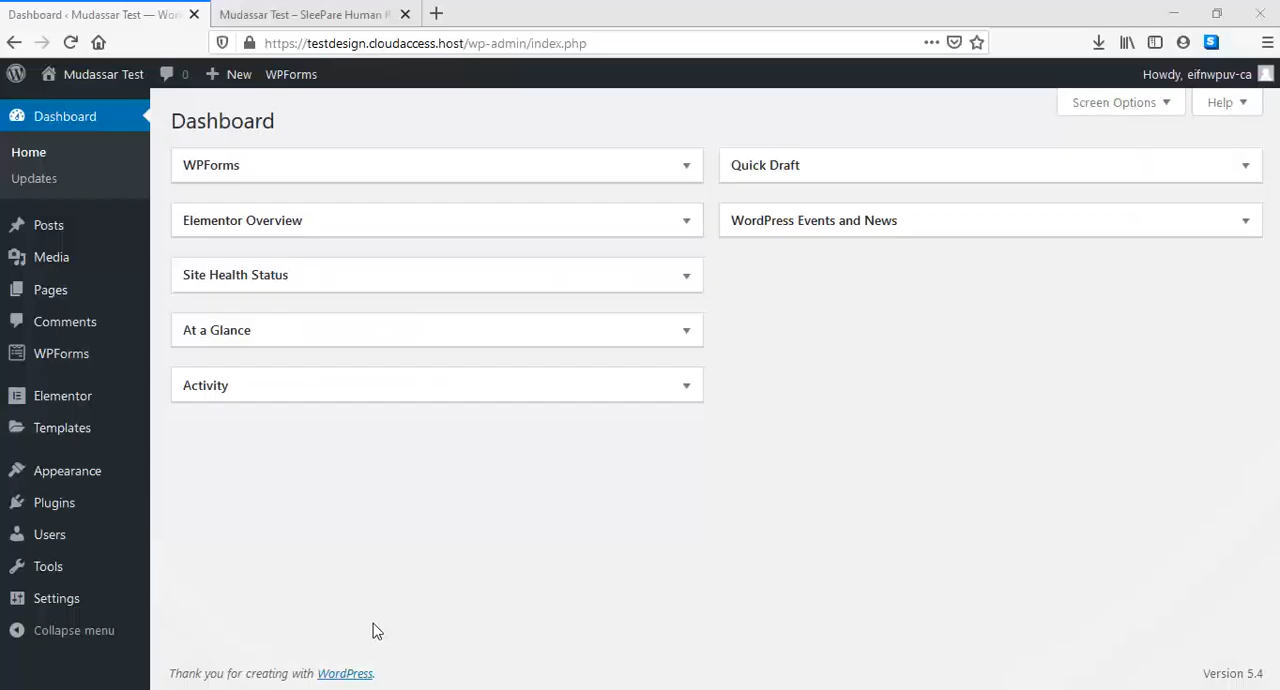 Dashboard ‹ Mudassar Test — Wor
Mudassar Test – SleePare Human R
https://testdesign.cloudaccess.host/wp-admin/index.php
Mudassar Test
0
New
WPForms
Howdy, eifnwpuv-ca
Dashboard
Home
Updates
Posts
Media
Pages
Comments
WPForms
Elementor
Templates
Appearance
Plugins
Users
Tools
Settings
Collapse menu
Screen Options
Help
Dashboard
WPForms
Elementor Overview
Site Health Status
At a Glance
Activity
Quick Draft
WordPress Events and News
Thank you for creating with WordPress.
Version 5.4